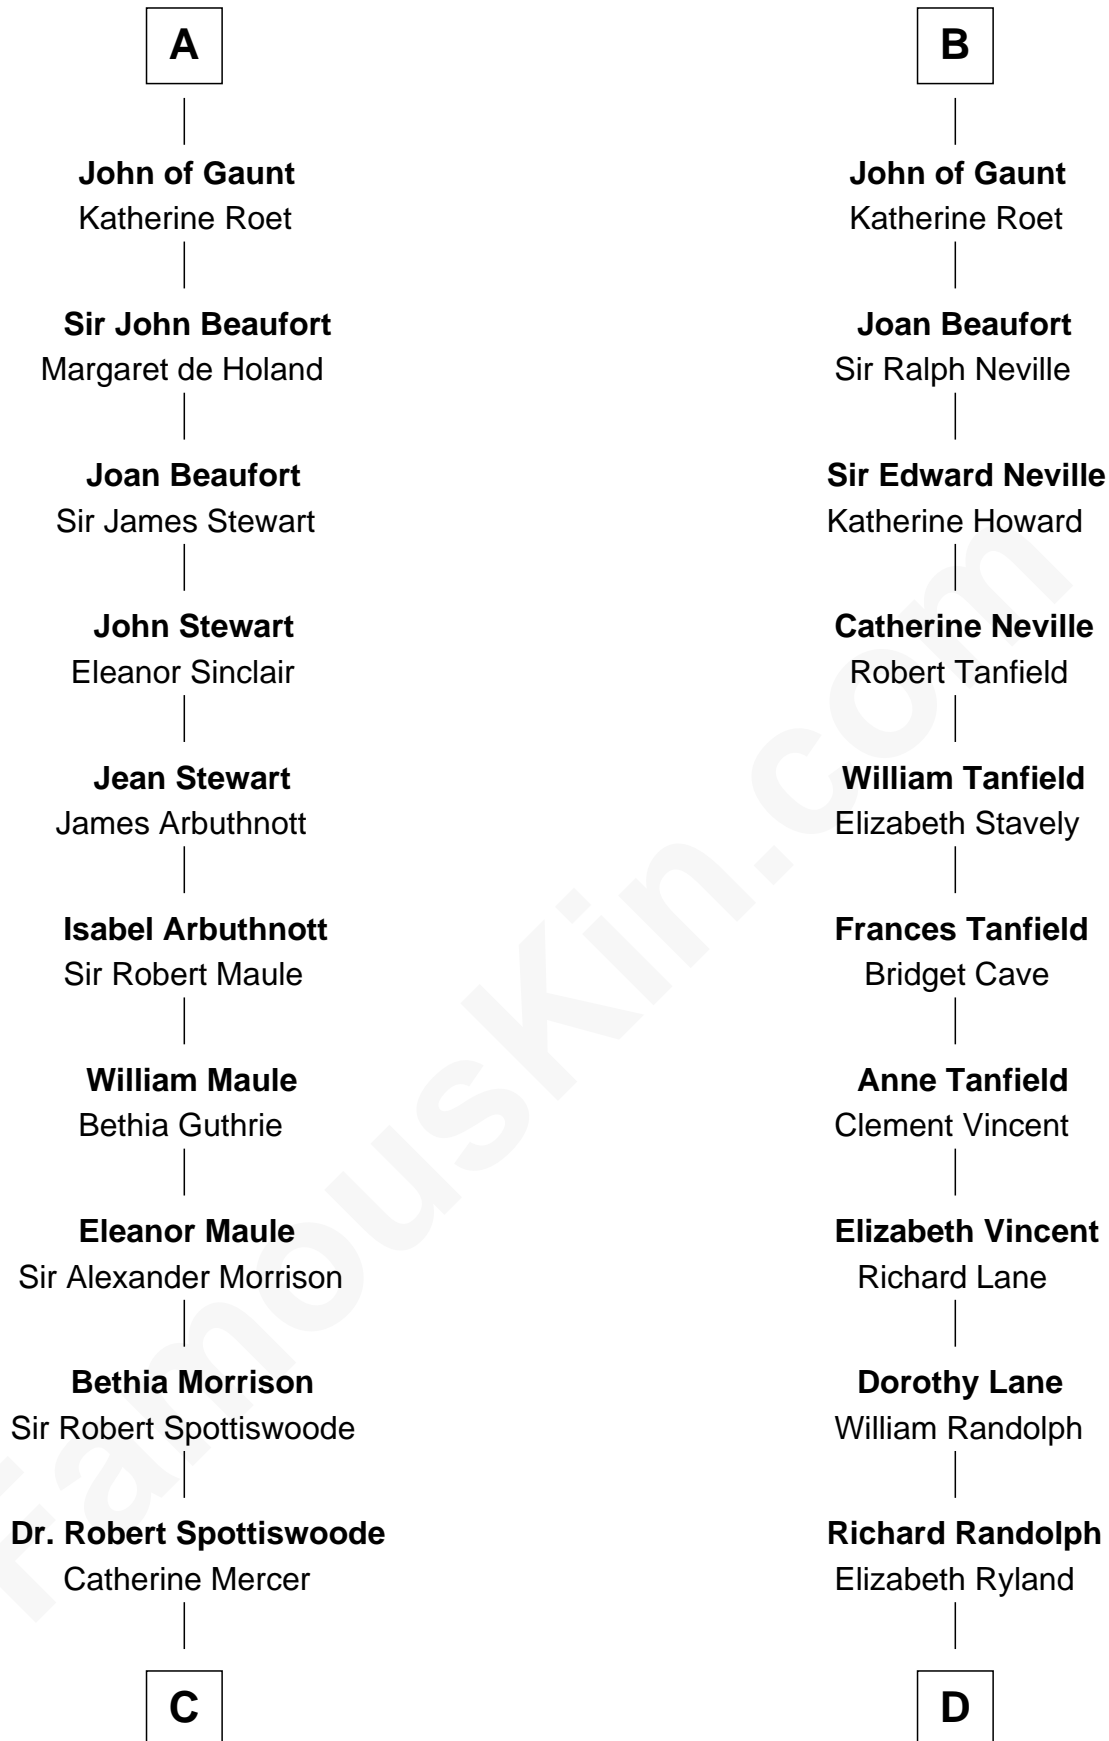 A
John of Gaunt
Katherine Roet
Sir John Beaufort
Margaret de Holand
Joan Beaufort
Sir James Stewart
John Stewart
Eleanor Sinclair
Jean Stewart
James Arbuthnott
Isabel Arbuthnott
Sir Robert Maule
William Maule
Bethia Guthrie
Eleanor Maule
Sir Alexander Morrison
Bethia Morrison
Sir Robert Spottiswoode
Dr. Robert Spottiswoode
Catherine Mercer
C
B
John of Gaunt
Katherine Roet
Joan Beaufort
Sir Ralph Neville
Sir Edward Neville
Katherine Howard
Catherine Neville
Robert Tanfield
William Tanfield
Elizabeth Stavely
Frances Tanfield
Bridget Cave
Anne Tanfield
Clement Vincent
Elizabeth Vincent
Richard Lane
Dorothy Lane
William Randolph
Richard Randolph
Elizabeth Ryland
D
FamousKin.com